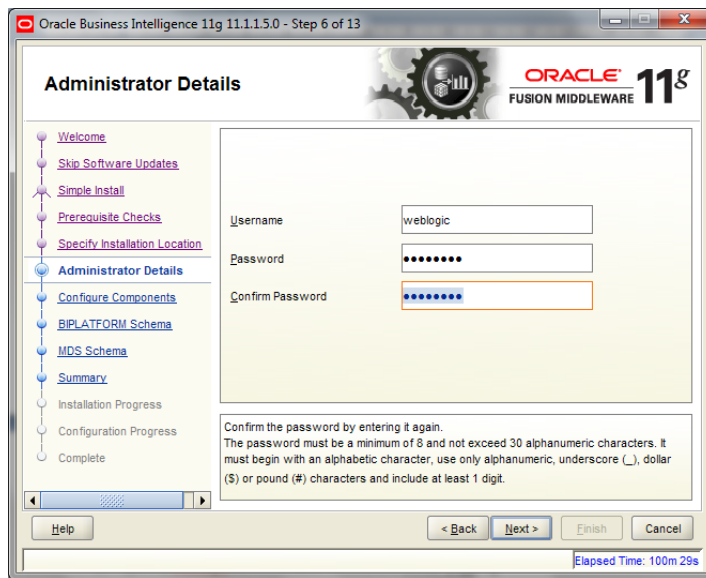 Oracle Business Intelligence 11g 11.1.1.5.0 - Step 6 of 13
Administrator Details
ORACLE
FUSION MIDDLEWARE
11g
Welcome
Skip Software Updates
Simple Install
Prerequisite Checks
Specify Installation Location
Administrator Details
Configure Components
BIPLATFORM Schema
MDS Schema
Summary
Installation Progress
Configuration Progress
Complete
Username
weblogic
Password
••••••••
Confirm Password
••••••••
Confirm the password by entering it again.
The password must be a minimum of 8 and not exceed 30 alphanumeric characters. It
must begin with an alphabetic character, use only alphanumeric, underscore (_), dollar
($) or pound (#) characters and include at least 1 digit.
Help
< Back
Next >
Finish
Cancel
Elapsed Time: 100m 29s